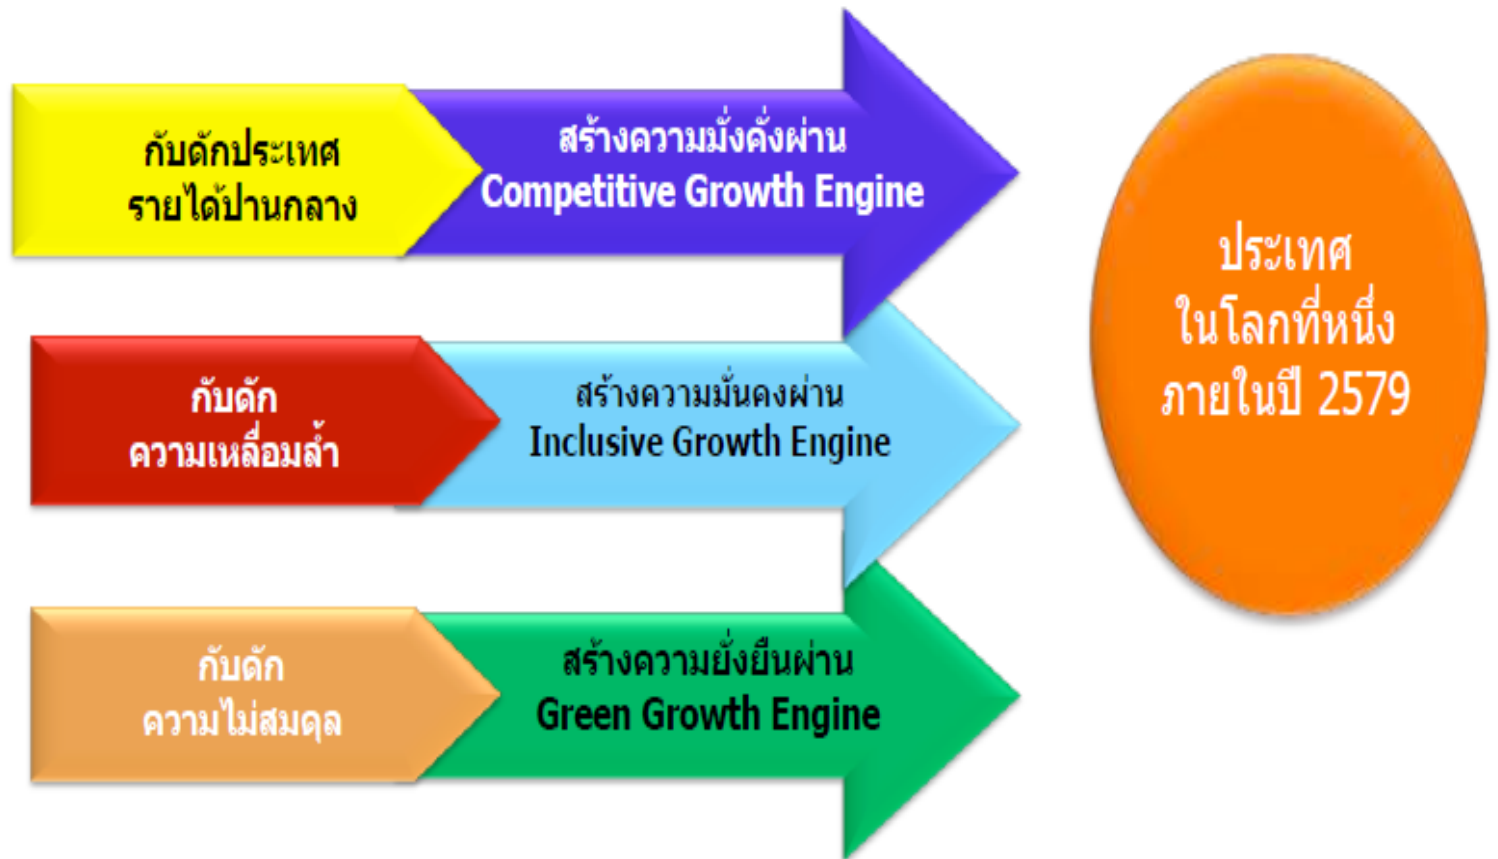 กับดักประเทศ
รายได้ปานกลาง
สร้างความมั่งคั่งผ่าน
Competitive Growth Engine
กับดัก
ความเหลื่อมล้ำ
สร้างความมั่นคงผ่าน
Inclusive Growth Engine
กับดัก
ความไม่สมดุล
สร้างความยั่งยืนผ่าน
Green Growth Engine
ประเทศ
ในโลกที่หนึ่ง
ภายในปี 2579